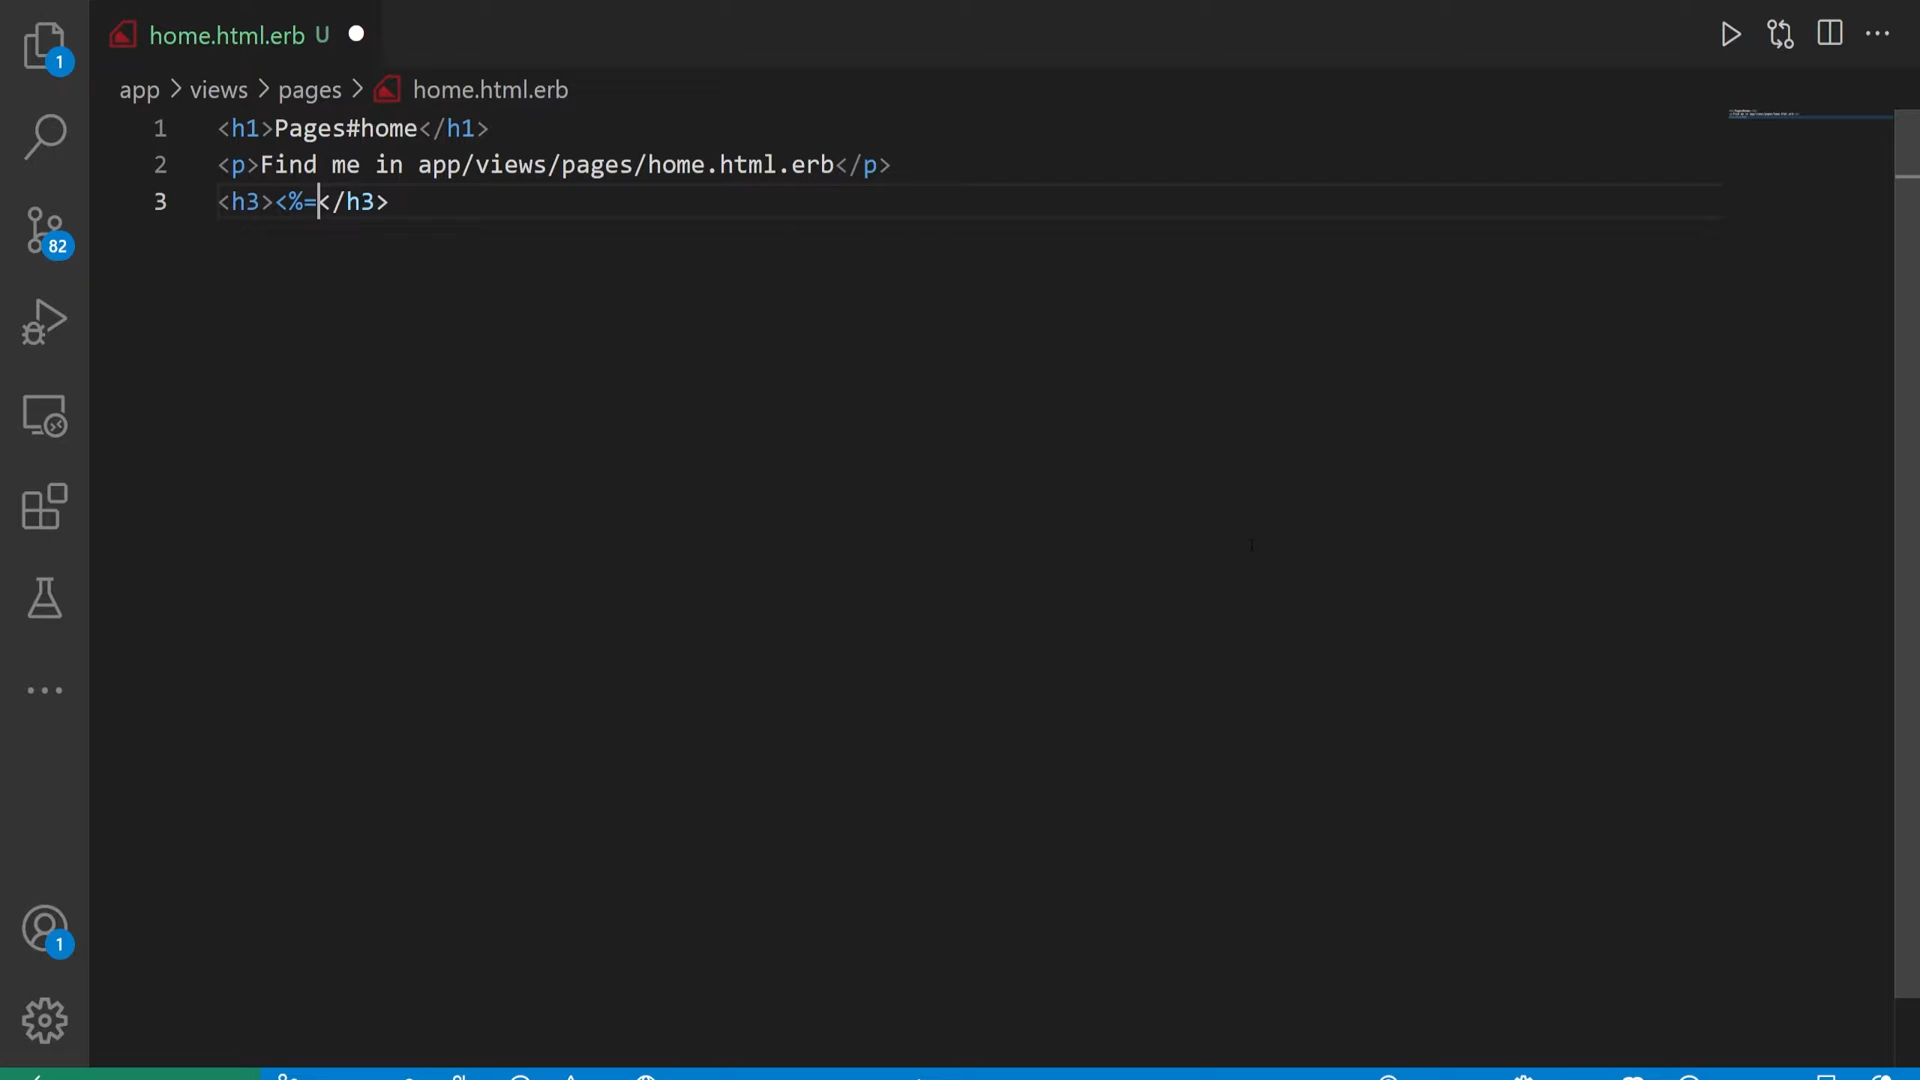 home.html.erb U
1
app > views > pages > home.html.erb
1 <h1>Pages#home</h1>
2 <p>Find me in app/views/pages/home.html.erb</p>
3 <h3><%=</h3>
82
1